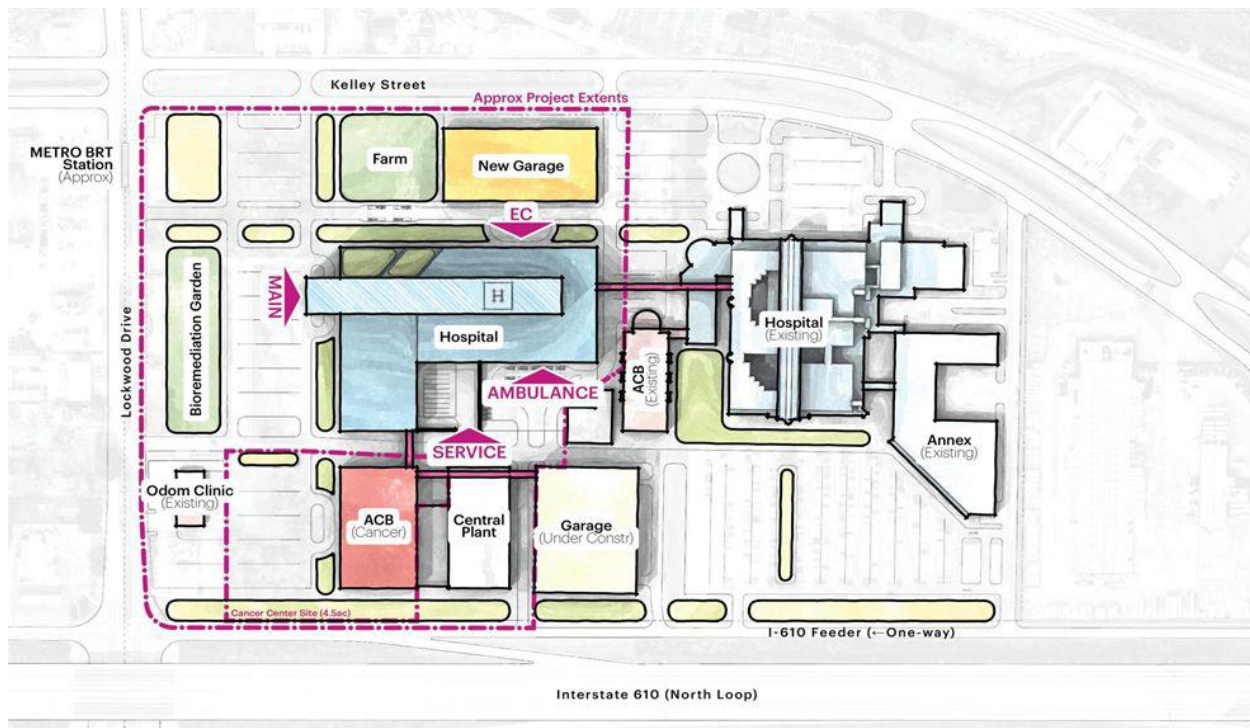 Kelley Street
Approx Project Extents
METRO BRT
Station
(Approx)
Farm
New Garage
EC
MAIN
H
Hospital
Bioremediation Garden
Lockwood Drive
Hospital
(Existing)
ACB
(Existing)
AMBULANCE
SERVICE
Annex
(Existing)
Odom Clinic
(Existing)
ACB
(Cancer)
Central
Plant
Garage
(Under Constr)
Cancer Center Site (4.5ac)
I-610 Feeder (←One-way)
Interstate 610 (North Loop)